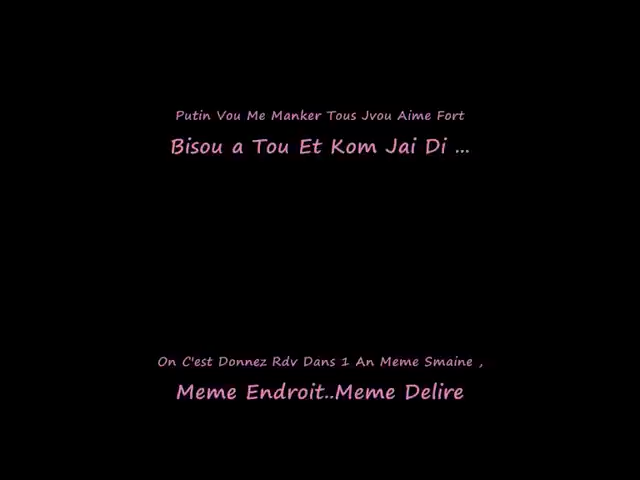 Putin Vou Me Manker Tous Jvou Aime Fort
Bisou a Tou Et Kom Jai Di ...
On C'est Donnez Rdv Dans 1 An Meme Smaine ,
Meme Endroit..Meme Delire